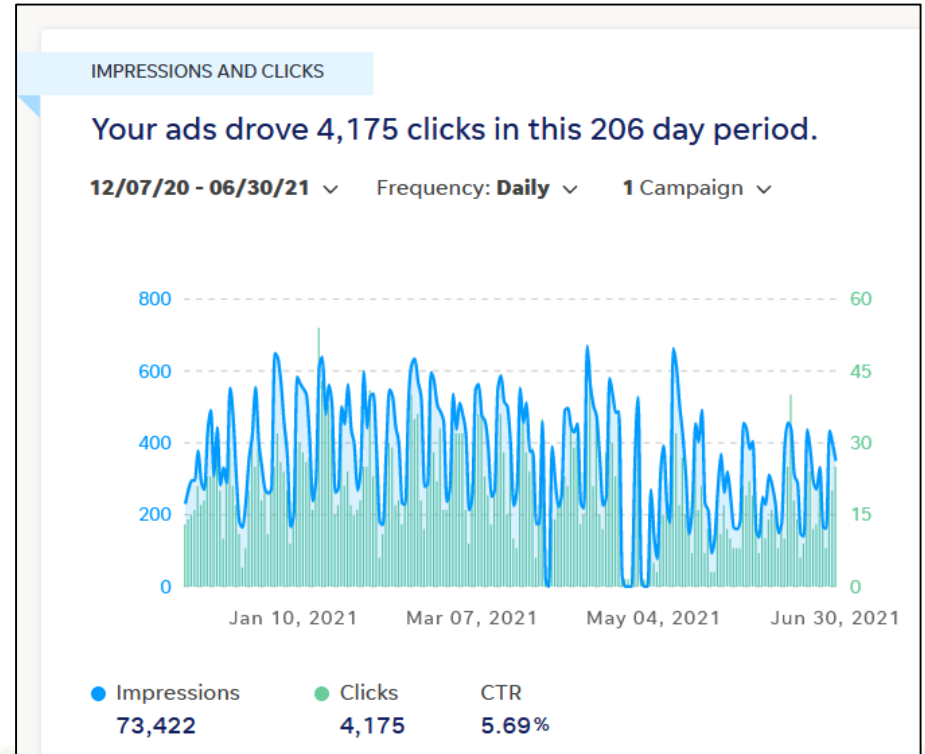 IMPRESSIONS AND CLICKS
Your ads drove 4,175 clicks in this 206 day period.
12/07/20 - 06/30/21 Frequency: Daily 1 Campaign
800 60
600 45
400 30
200 15
0 0
Jan 10, 2021 Mar 07, 2021 May 04, 2021 Jun 30, 2021
Impressions Clicks CTR
73,422 4,175 5.69%